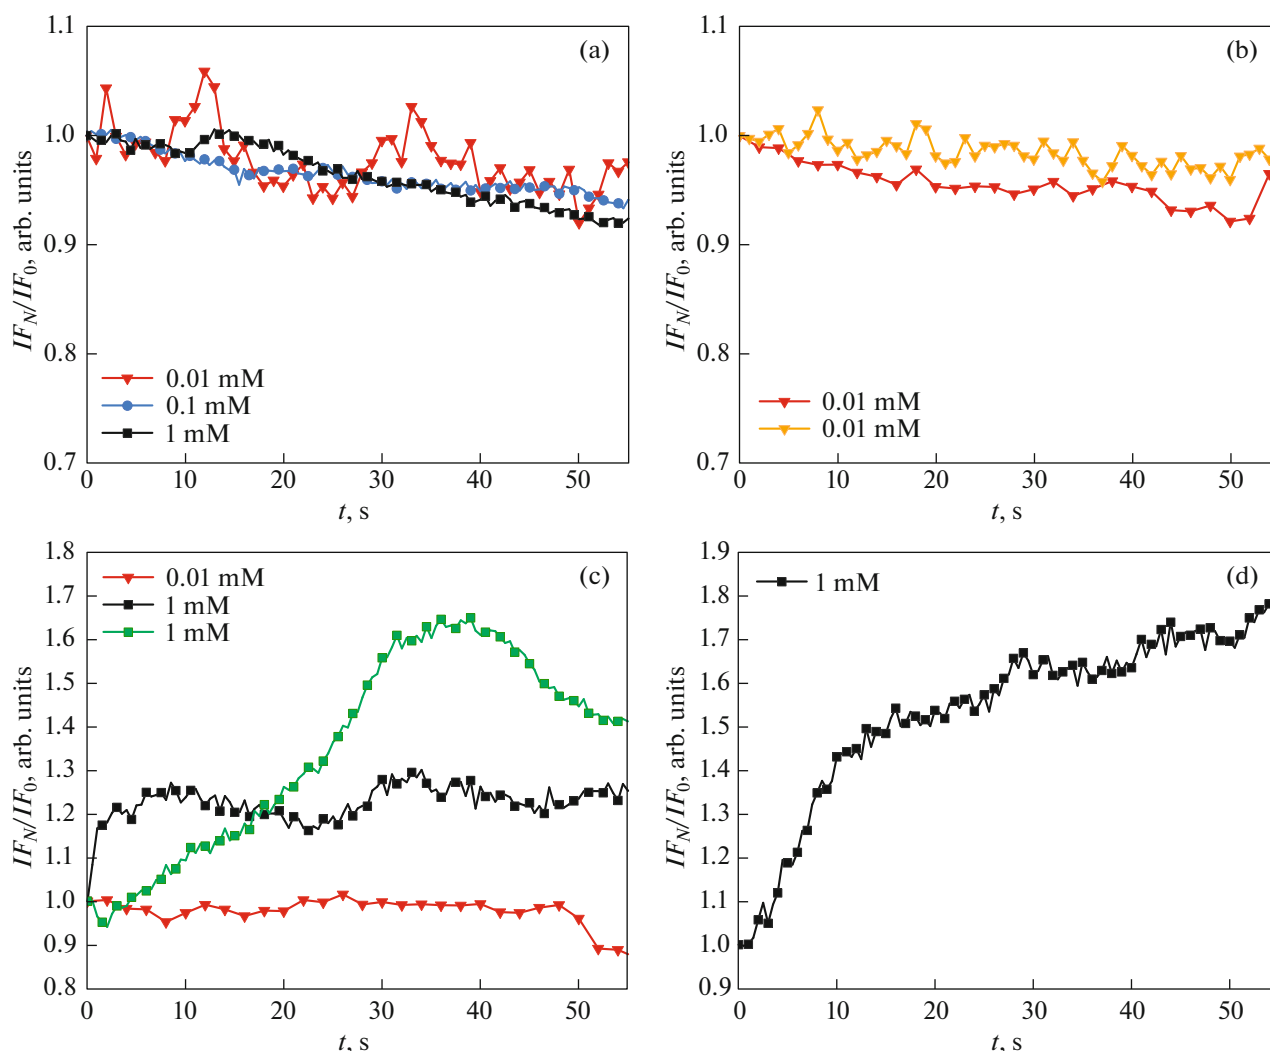 1.1
(a)
1.0
0.9
0.8
0.7
IF_N/IF_0, arb. units
0.01 mM
0.1 mM
1 mM
0 10 20 30 40 50
t, s
1.1
(b)
1.0
0.9
0.8
0.7
IF_N/IF_0, arb. units
0.01 mM
0.01 mM
0 10 20 30 40 50
t, s
1.8
(c)
1.7
1.6
1.5
1.4
1.3
1.2
1.1
1.0
0.9
0.8
IF_N/IF_0, arb. units
0.01 mM
1 mM
1 mM
0 10 20 30 40 50
t, s
1.9
(d)
1.8
1.7
1.6
1.5
1.4
1.3
1.2
1.1
1.0
0.9
IF_N/IF_0, arb. units
1 mM
0 10 20 30 40 50
t, s